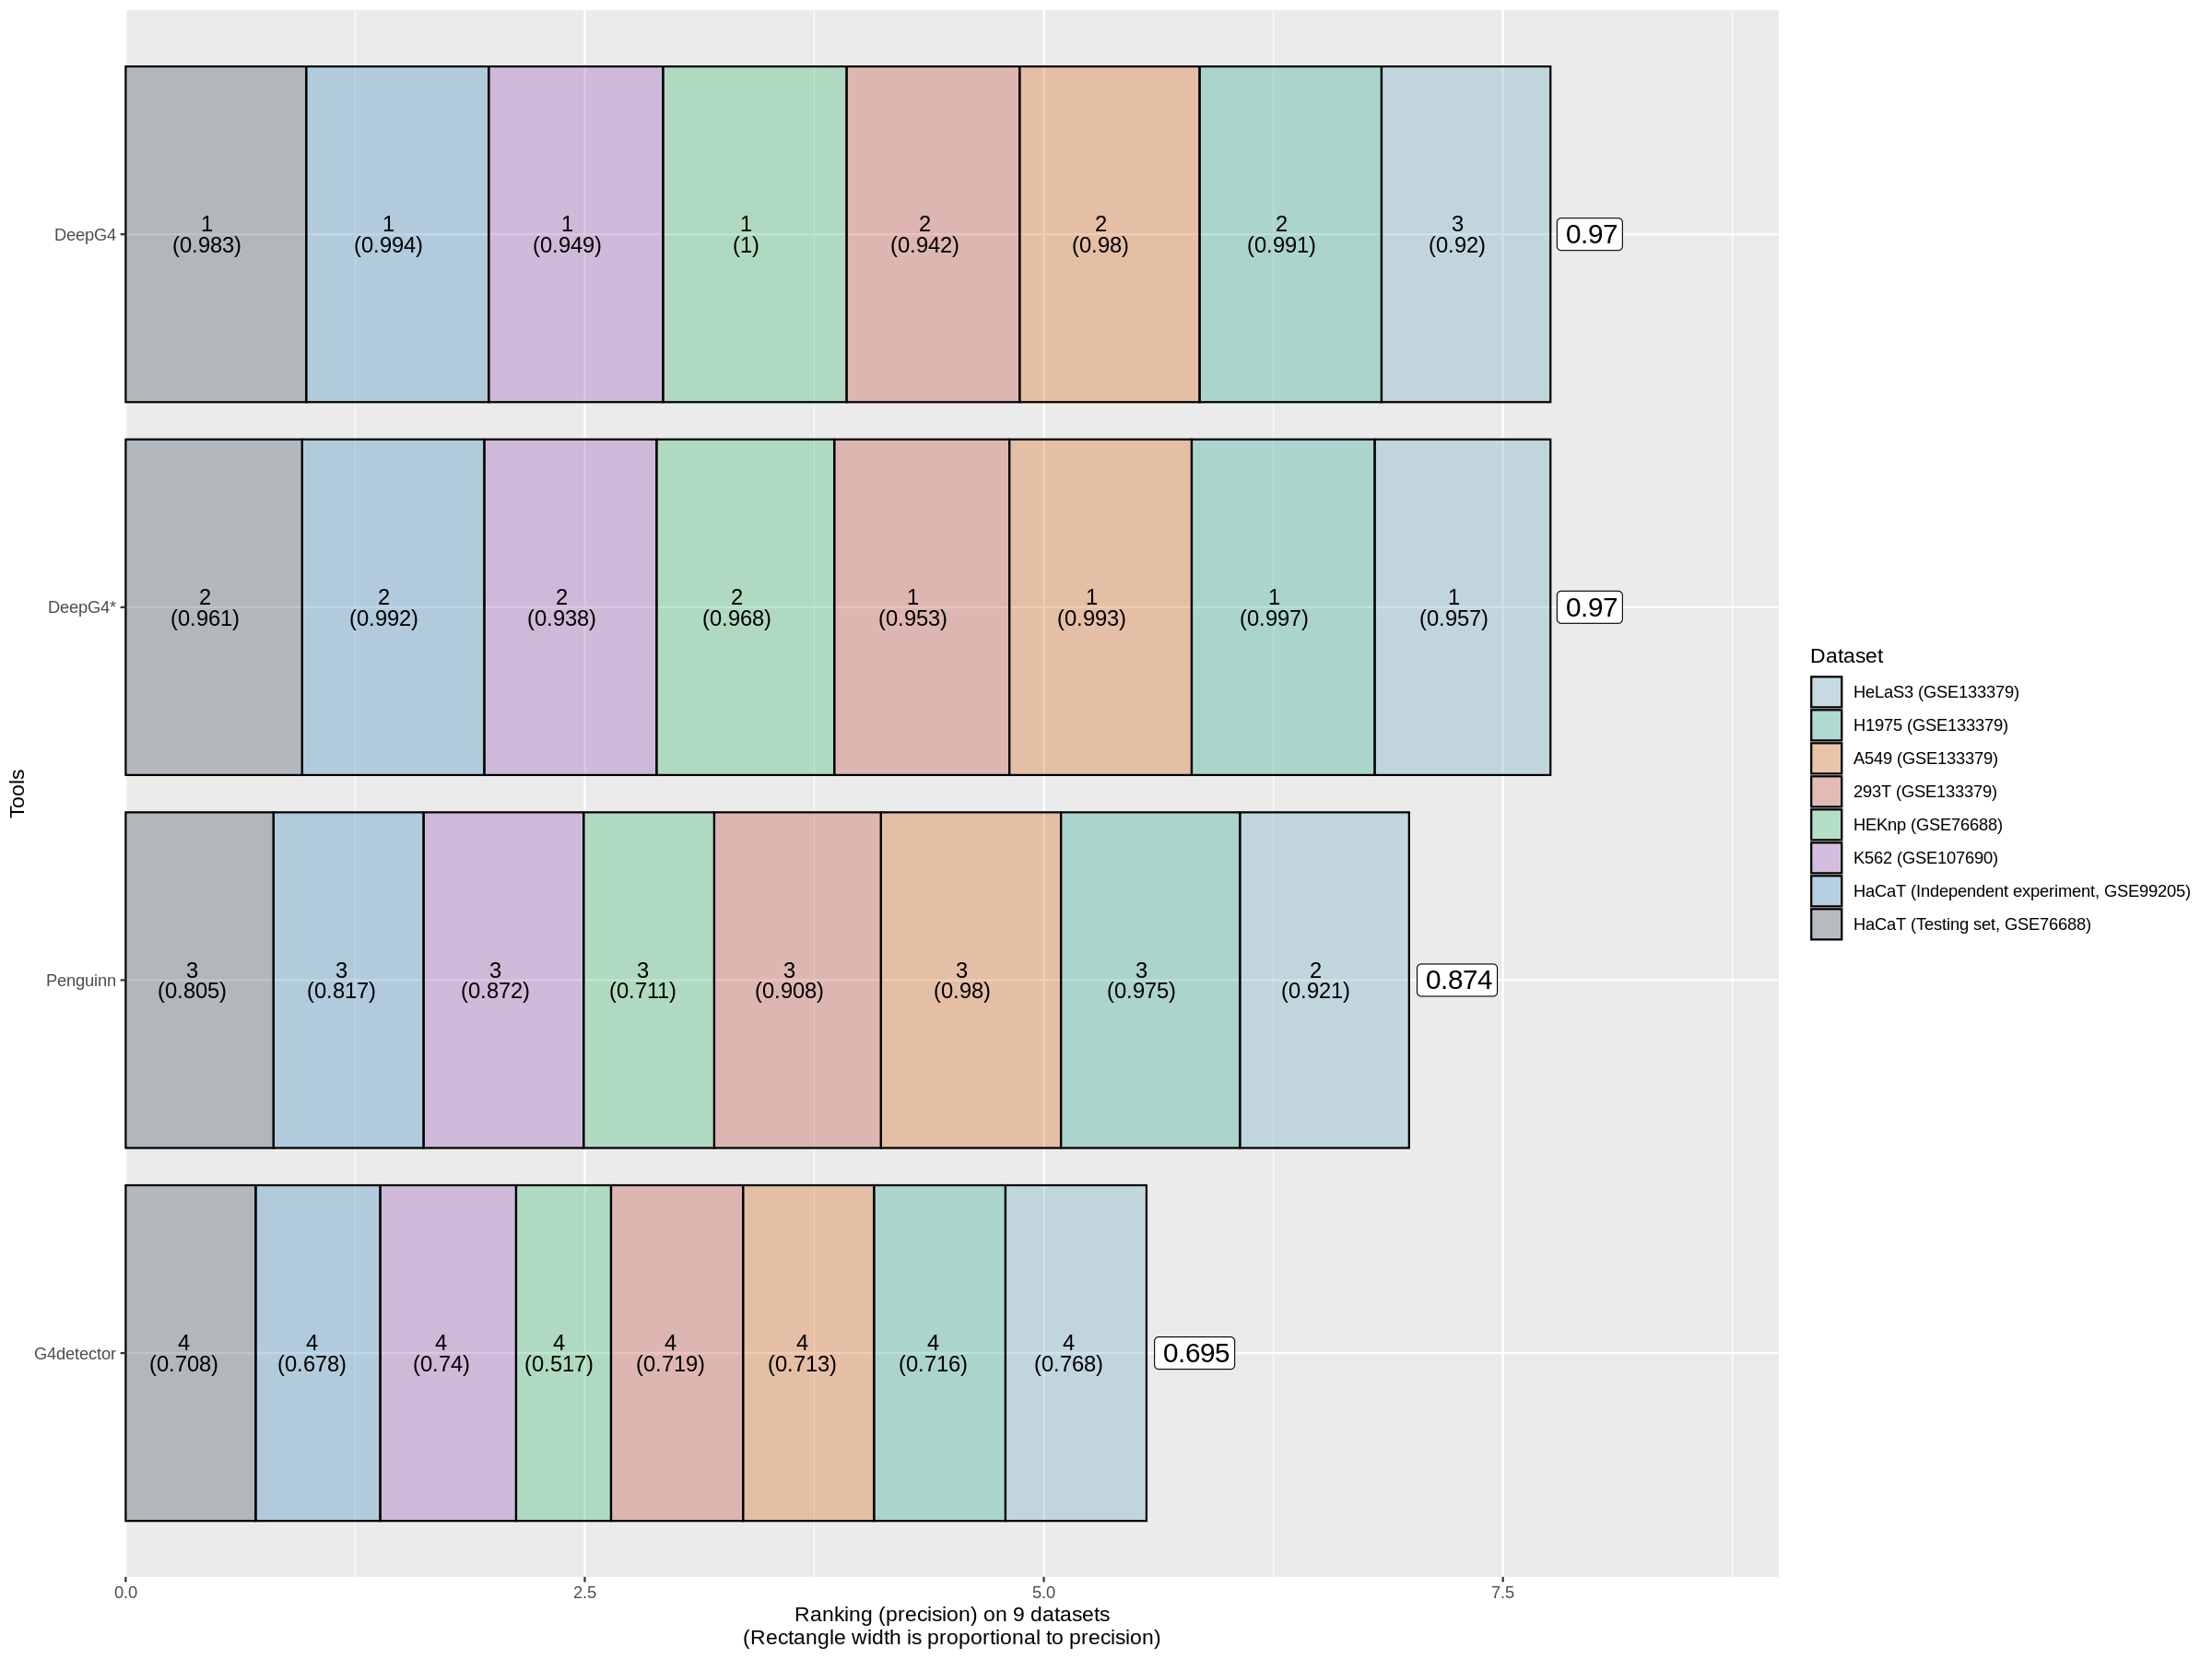 Tools
DeepG4
1 1 1 1 2 2 2 3
(0.983) (0.994) (0.949) (1) (0.942) (0.98) (0.991) (0.92)
0.97
DeepG4*
2 2 2 2 1 1 1 1
(0.961) (0.992) (0.938) (0.968) (0.953) (0.993) (0.997) (0.957)
0.97
Penguinn
3 3 3 3 3 3 3 2
(0.805) (0.817) (0.872) (0.711) (0.908) (0.98) (0.975) (0.921)
0.874
G4detector
4 4 4 4 4 4 4 4
(0.708) (0.678) (0.74) (0.517) (0.719) (0.713) (0.716) (0.768)
0.695
0.0 2.5 5.0 7.5
Ranking (precision) on 9 datasets
(Rectangle width is proportional to precision)
Dataset
HeLaS3 (GSE133379)
H1975 (GSE133379)
A549 (GSE133379)
293T (GSE133379)
HEKnp (GSE76688)
K562 (GSE107690)
HaCaT (Independent experiment, GSE99205)
HaCaT (Testing set, GSE76688)